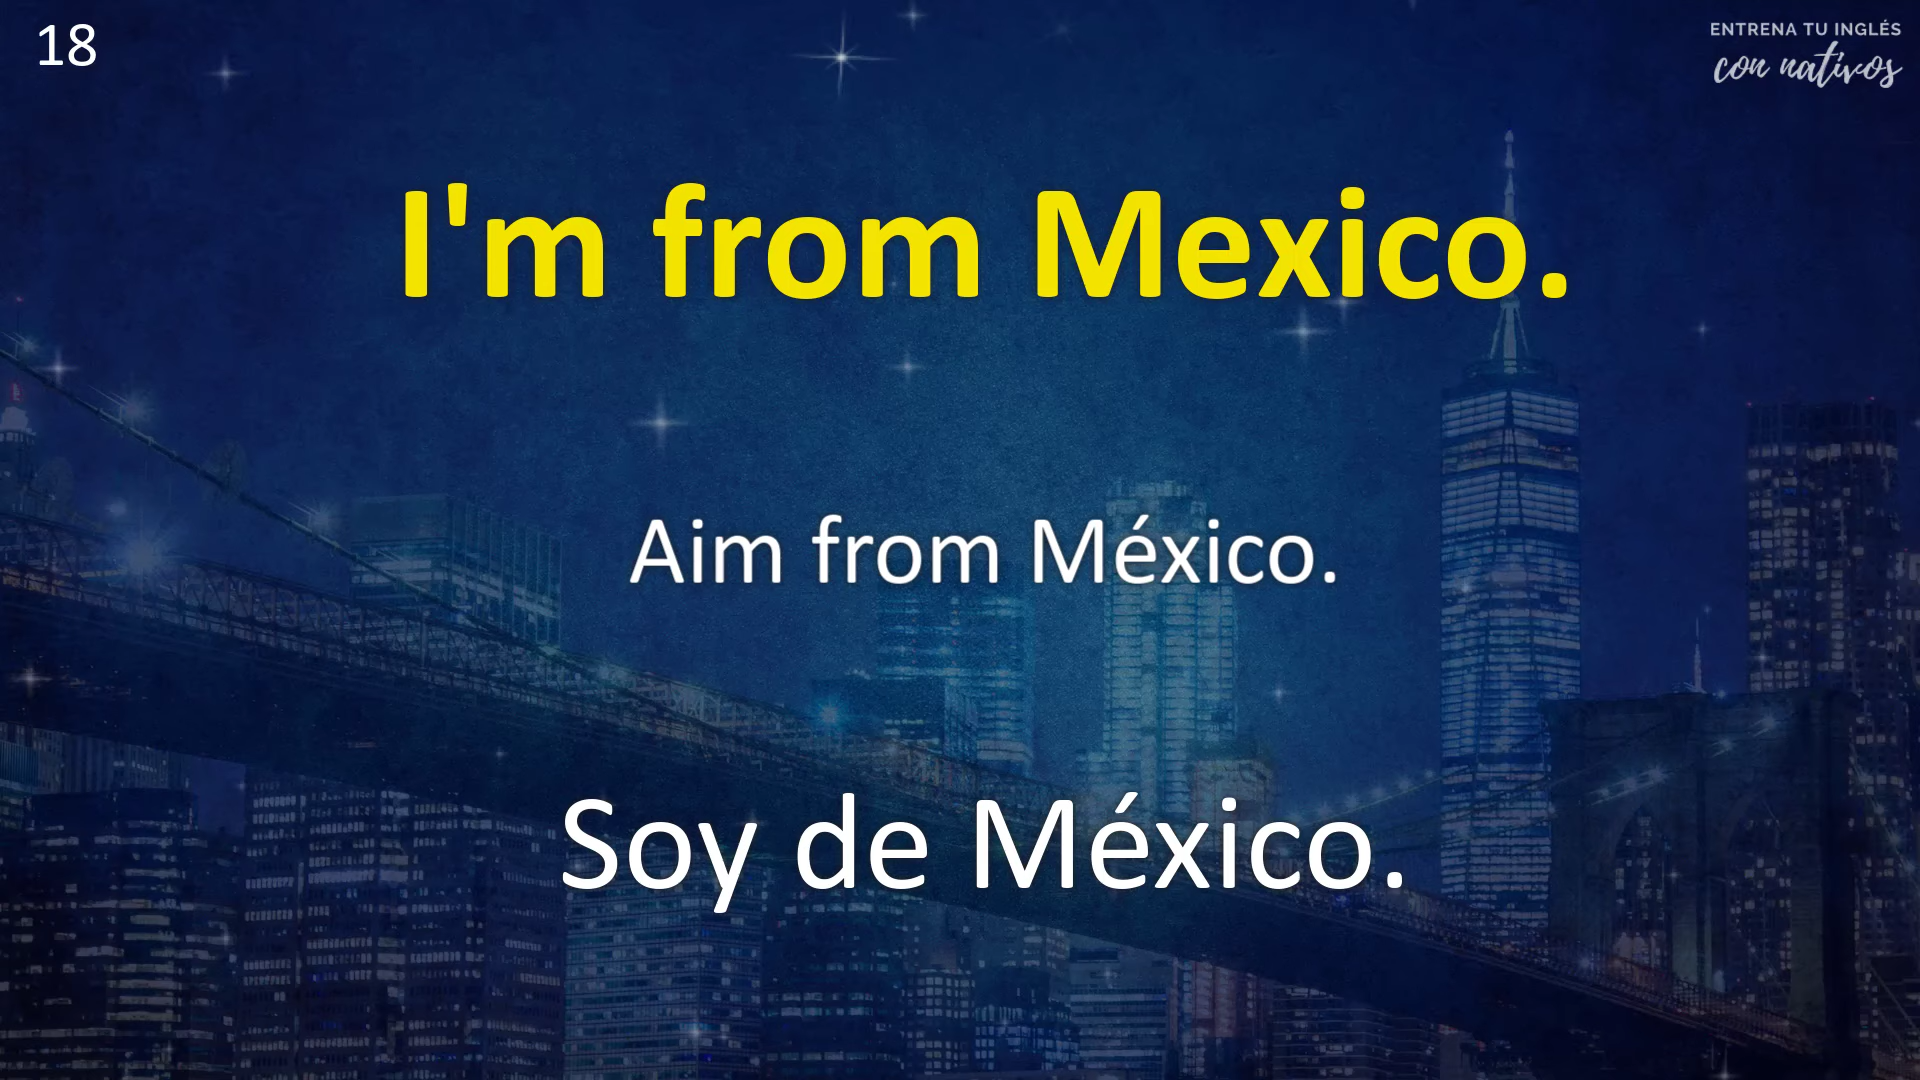 18
ENTRENA TU INGLÉS
con nativos
I'm from Mexico.
Aim from México.
Soy de México.